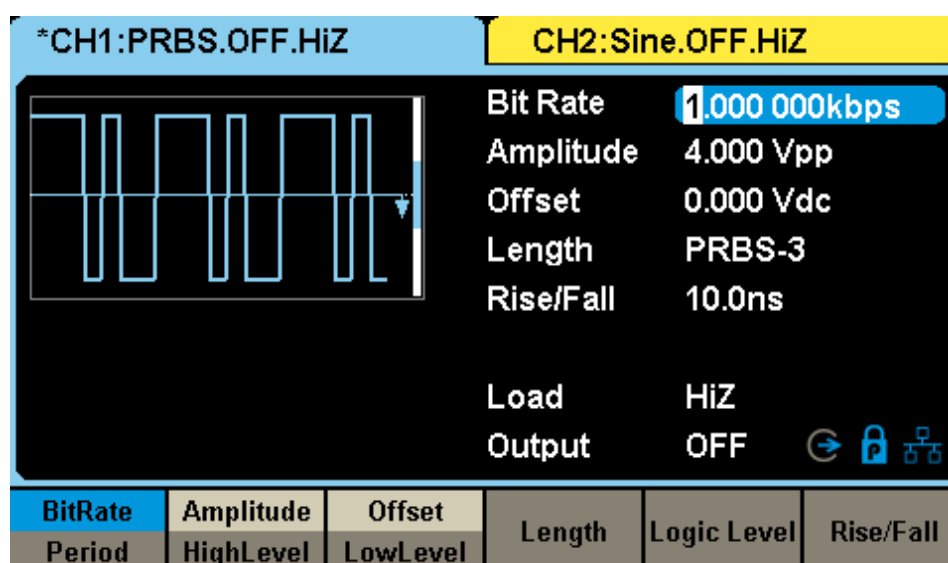 *CH1:PRBS.OFF.HiZ
CH2:Sine.OFF.HiZ
Bit Rate 1.000 000kbps
Amplitude 4.000 Vpp
Offset 0.000 Vdc
Length PRBS-3
Rise/Fall 10.0ns
Load HiZ
Output OFF
P
BitRate Amplitude Offset Length Logic Level Rise/Fall
Period HighLevel LowLevel